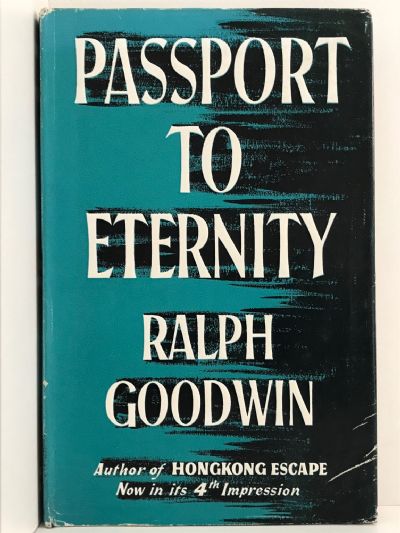 PASSPORT
TO
ETERNITY
RALPH
GOODWIN
Author of HONGKONG ESCAPE
Now in its 4th Impression